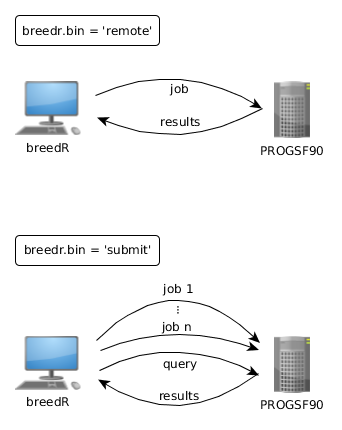 breedr.bin = 'remote'
job
results
breedR
PROGSF90
breedr.bin = 'submit'
job 1
⋮
job n
query
results
breedR
PROGSF90